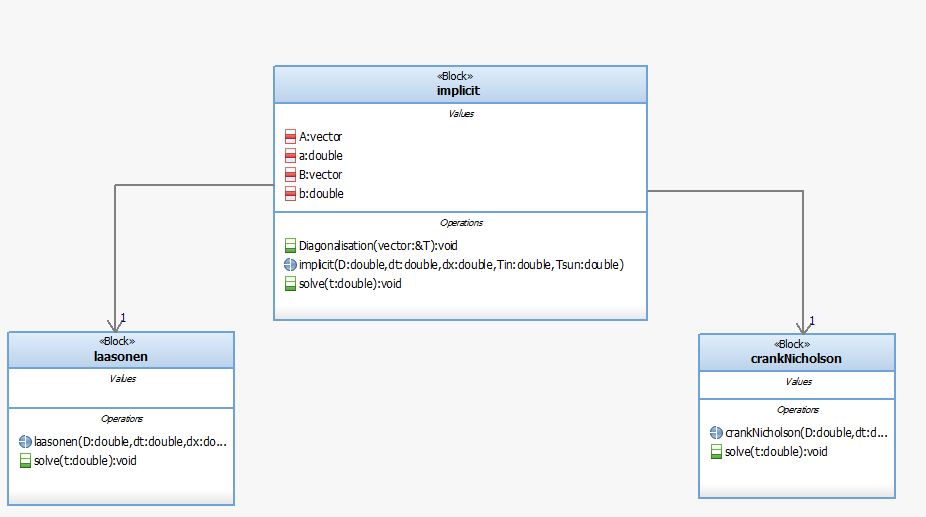 «Block»
implicit
Values
A:vector
a:double
B:vector
b:double
Operations
Diagonalisation(vector:&T):void
implicit(D:double,dt:double,dx:double,Tin:double,Tsun:double)
solve(t:double):void
1
«Block»
laasonen
Values
Operations
laasonen(D:double,dt:double,dx:do...
solve(t:double):void
1
«Block»
crankNicholson
Values
Operations
crankNicholson(D:double,dt:d...
solve(t:double):void